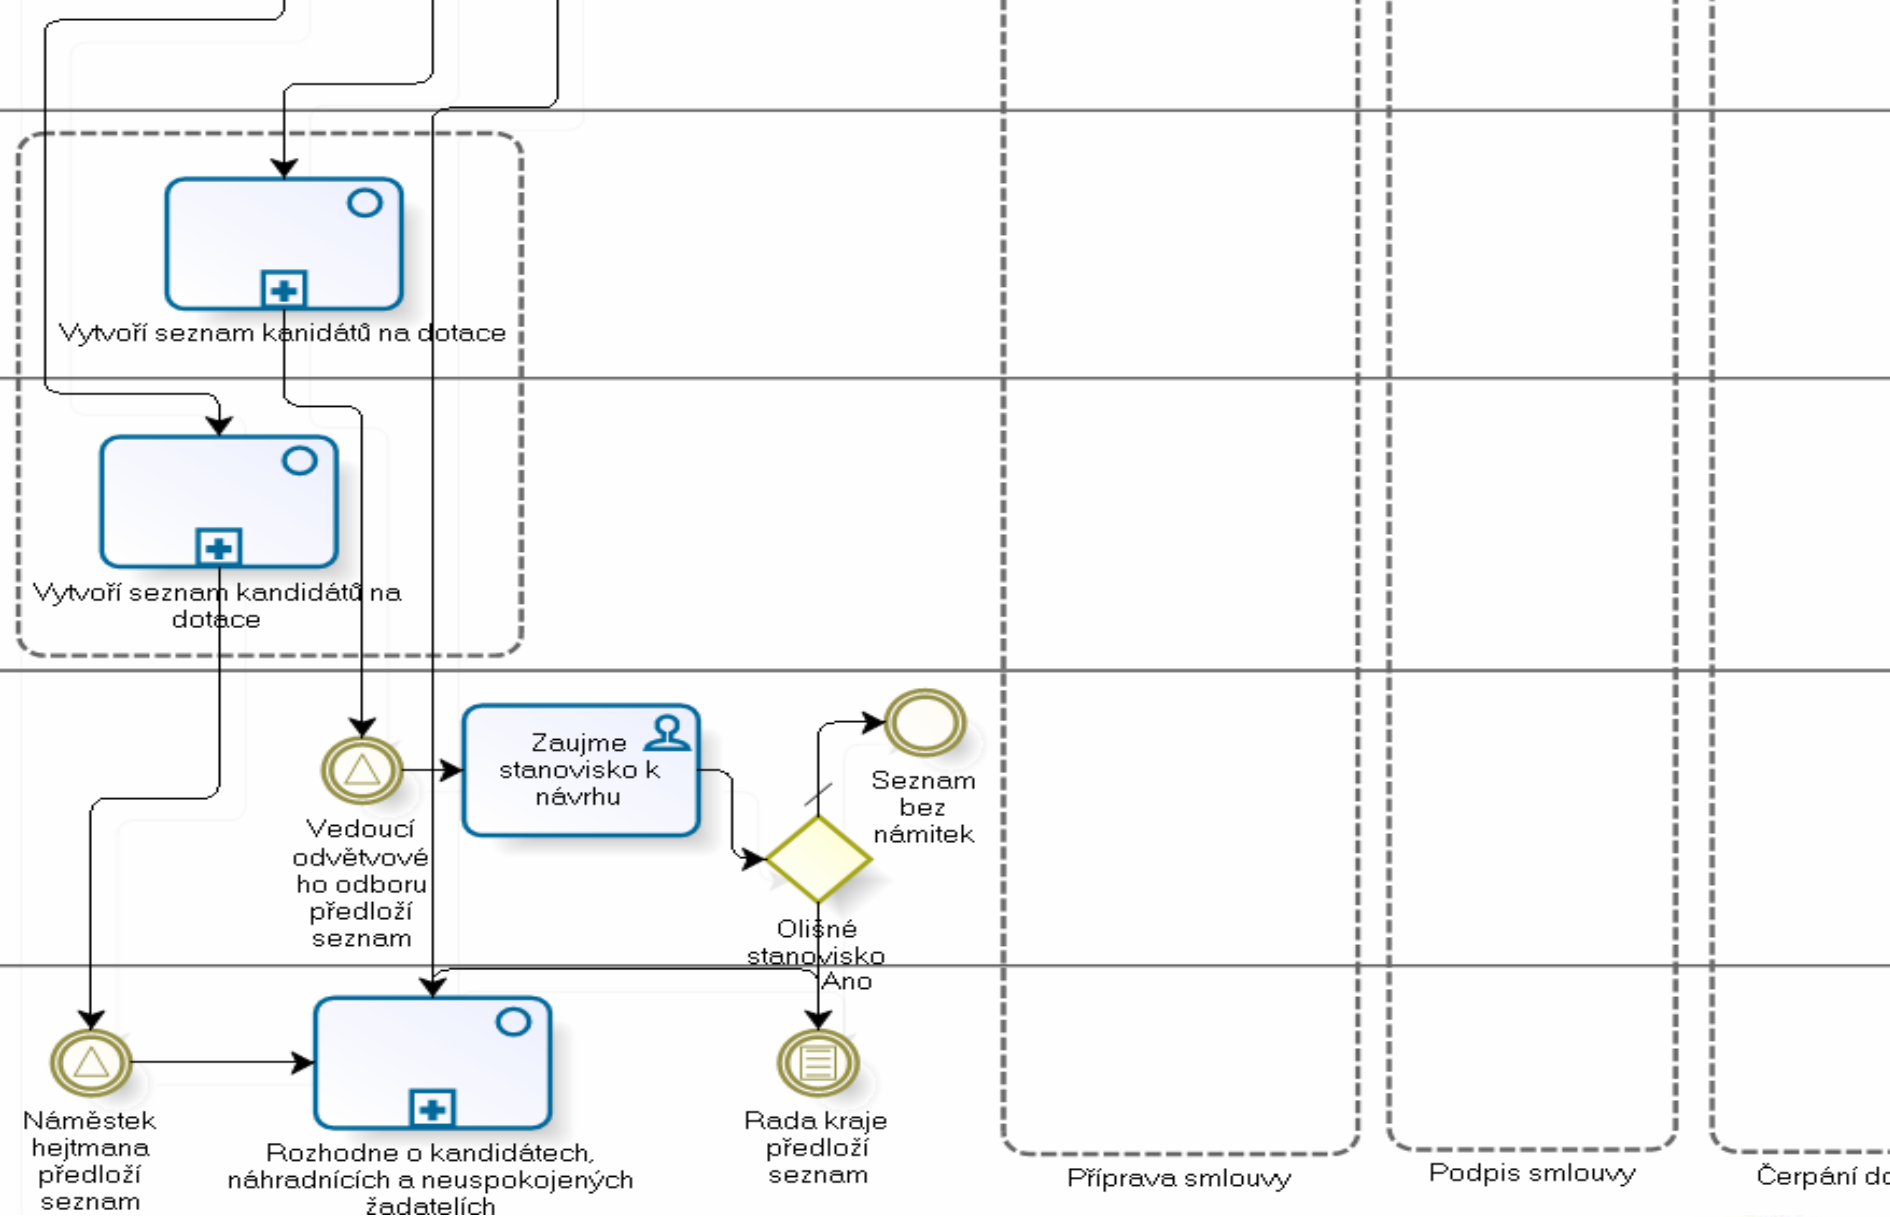 Vytvoří seznam kanidátů na dotace
Vytvoří seznam kandidátů na
dotace
Zaujme
stanovisko k
návrhu
Seznam
bez
námitek
Vedoucí
odvětvové
ho odboru
předloží
seznam
Olišné
stanovisko
Ano
Náměstek
hejtmana
předloží
seznam
Rozhodne o kandidátech,
náhradnících a neuspokojených
žadatelích
Rada kraje
předloží
seznam
Příprava smlouvy
Podpis smlouvy
Čerpání do